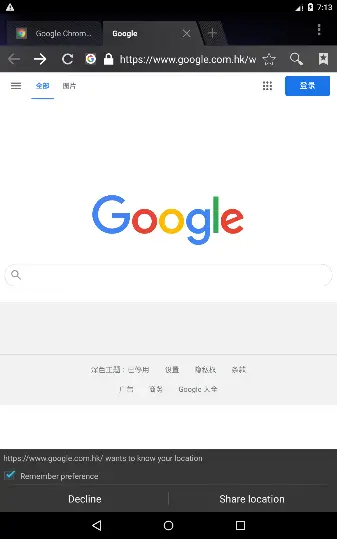 7:13
Google Chrom...
Google
https://www.google.com.hk/w
全部 图片
登录
Google
深色主题：已停用 设置 隐私权 条款
广告 商务 Google 大全
https://www.google.com.hk/ wants to know your location
Remember preference
Decline Share location